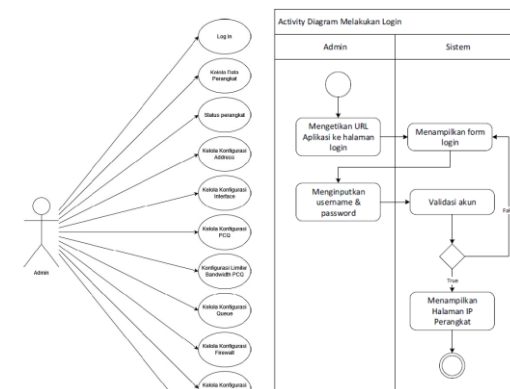 Log In
Kelola Data
Perangkat
Status perangkat
Kelola Konfigurasi
Address
Kelola Konfigurasi
Interface
Kelola Konfigurasi
PCG
Konfigurasi Limiter
Bandwidth PCQ
Kelola Konfigurasi
Queue
Kelola Konfigurasi
Firewall
Kelola Konfigurasi
Admin
Activity Diagram Melakukan Login
Admin
Sistem
Mengetikan URL
Aplikasi ke halaman
login
Menampilkan form
login
Menginputkan
username &
password
Validasi akun
True
Menampilkan
Halaman IP
Perangkat